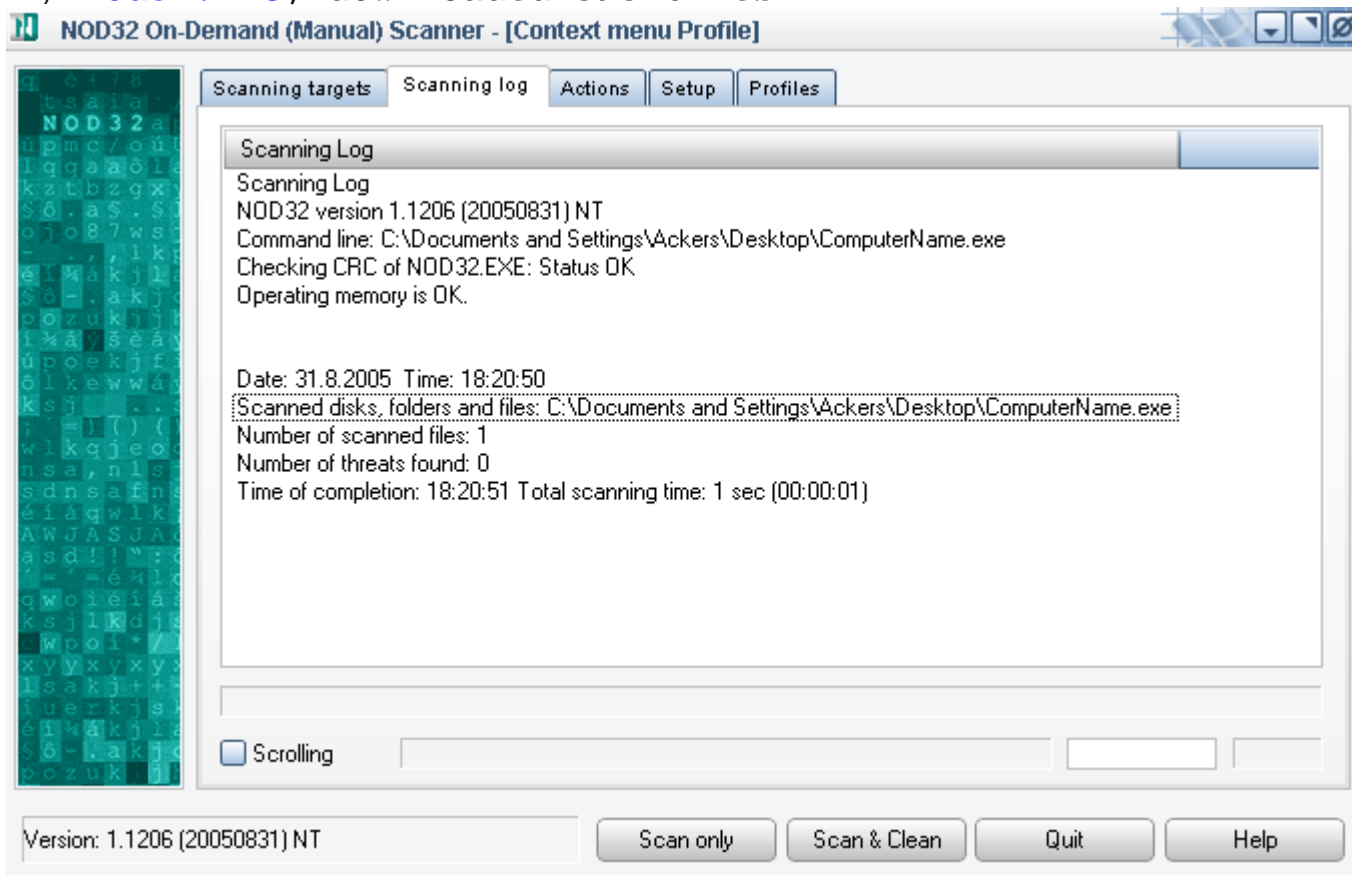 NOD32 On-Demand (Manual) Scanner - [Context menu Profile]
Scanning targets
Scanning log
Actions
Setup
Profiles
NOD32
Scanning Log
Scanning Log
NOD32 version 1.1206 (20050831) NT
Command line: C:\Documents and Settings\Ackers\Desktop\ComputerName.exe
Checking CRC of NOD32.EXE: Status OK
Operating memory is OK.
Date: 31.8.2005 Time: 18:20:50
Scanned disks, folders and files: C:\Documents and Settings\Ackers\Desktop\ComputerName.exe
Number of scanned files: 1
Number of threats found: 0
Time of completion: 18:20:51 Total scanning time: 1 sec (00:00:01)
Scrolling
Version: 1.1206 (20050831) NT
Scan only
Scan & Clean
Quit
Help